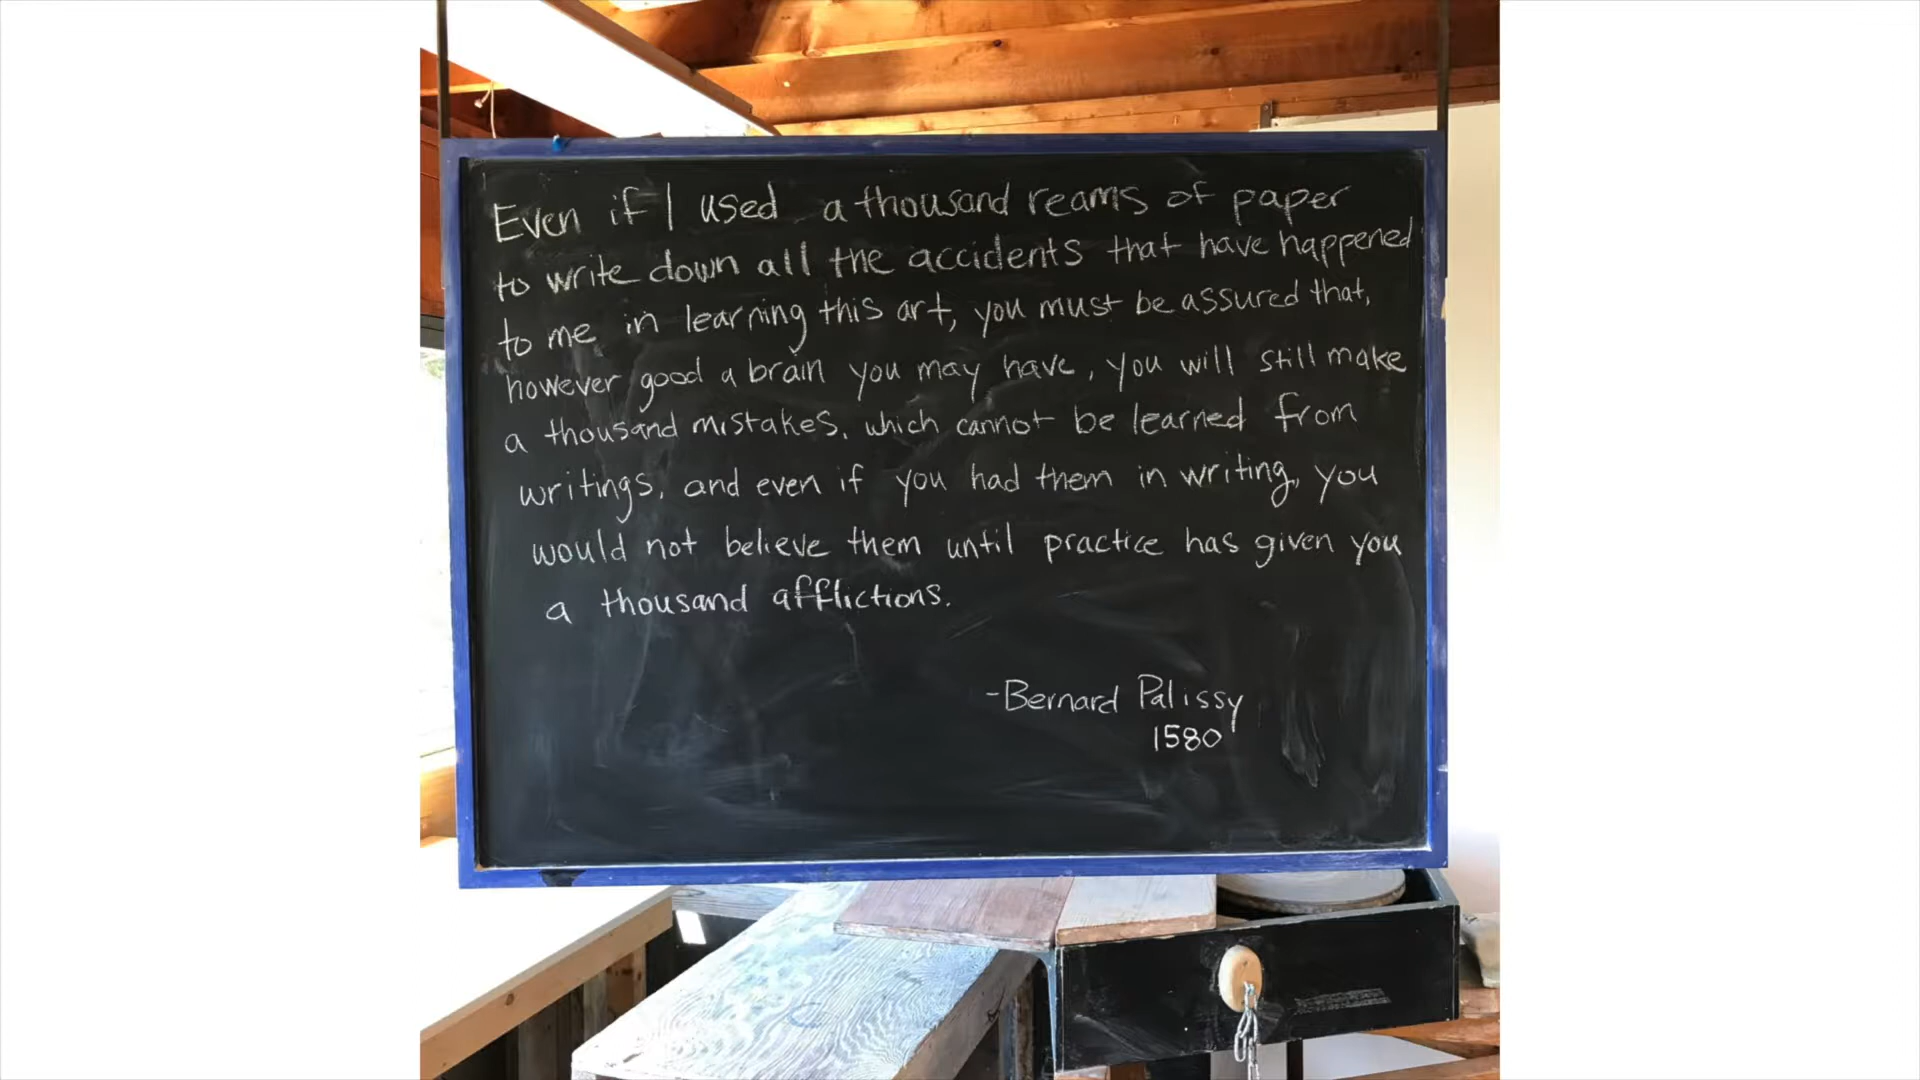 Even if I used a thousand reams of paper
to write down all the accidents that have happened
to me in learning this art, you must be assured that,
however good a brain you may have, you will still make
a thousand mistakes, which cannot be learned from
writings, and even if you had them in writing, you
would not believe them until practice has given you
a thousand afflictions.
-Bernard Palissy
1580